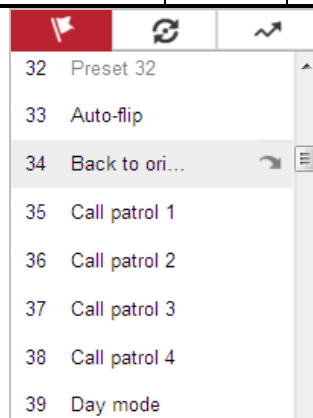 32 Preset 32
33 Auto-flip
34 Back to ori...
35 Call patrol 1
36 Call patrol 2
37 Call patrol 3
38 Call patrol 4
39 Day mode